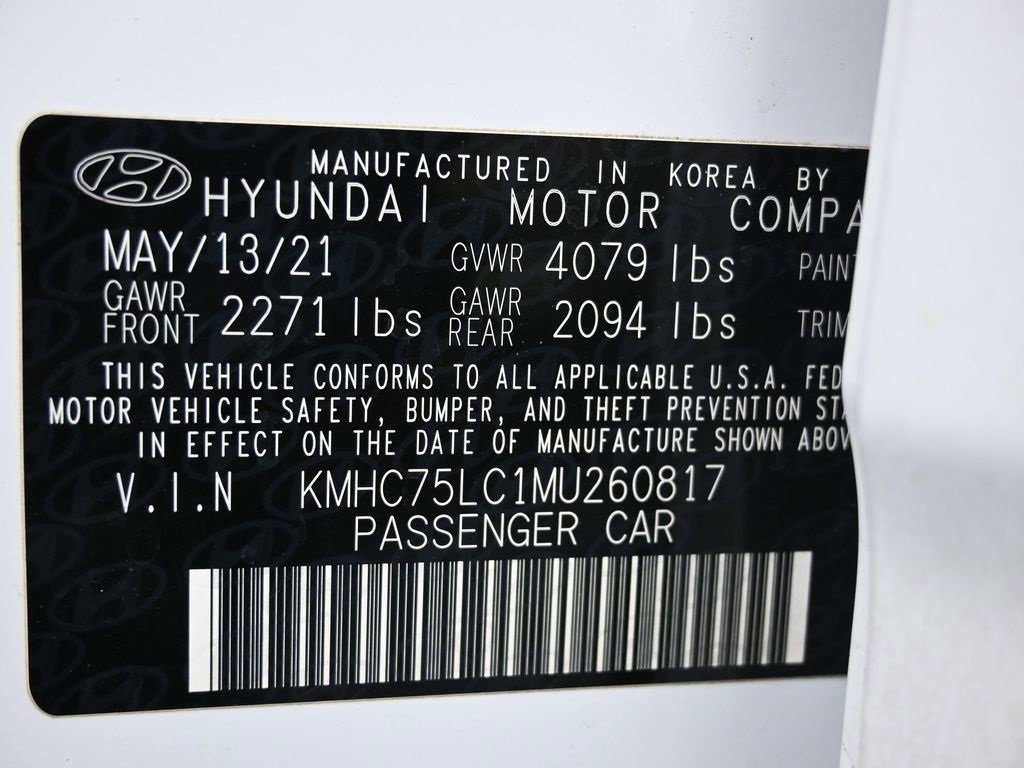 MANUFACTURED IN KOREA BY
HYUNDAI MOTOR COMPA
MAY/13/21 GVWR 4079 lbs PAINT
GAWR FRONT 2271 lbs GAWR REAR 2094 lbs TRIM
THIS VEHICLE CONFORMS TO ALL APPLICABLE U.S.A. FED
MOTOR VEHICLE SAFETY, BUMPER, AND THEFT PREVENTION STA
IN EFFECT ON THE DATE OF MANUFACTURE SHOWN ABOV
V.I.N KMHC75LC1MU260817
PASSENGER CAR